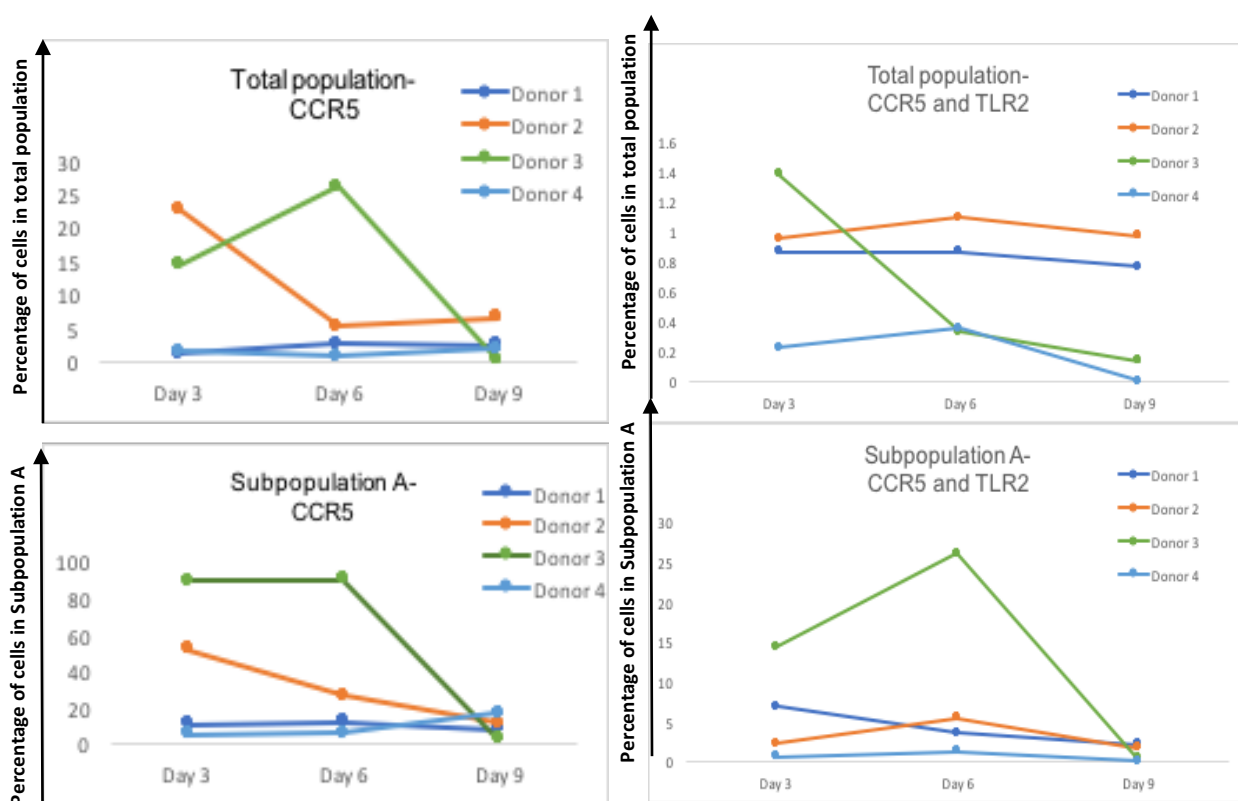 Percentage of cells in total population
Total population-
CCR5
Donor 1
Donor 2
Donor 3
Donor 4
30
25
20
15
10
5
0
Day 3
Day 6
Day 9
Percentage of cells in total population
Total population-
CCR5 and TLR2
Donor 1
Donor 2
Donor 3
Donor 4
1.6
1.4
1.2
1
0.8
0.6
0.4
0.2
0
Day 3
Day 6
Day 9
Percentage of cells in Subpopulation A
Subpopulation A-
CCR5
Donor 1
Donor 2
Donor 3
Donor 4
100
80
60
40
20
0
Day 3
Day 6
Day 9
Percentage of cells in Subpopulation A
Subpopulation A-
CCR5 and TLR2
Donor 1
Donor 2
Donor 3
Donor 4
30
25
20
15
10
5
0
Day 3
Day 6
Day 9